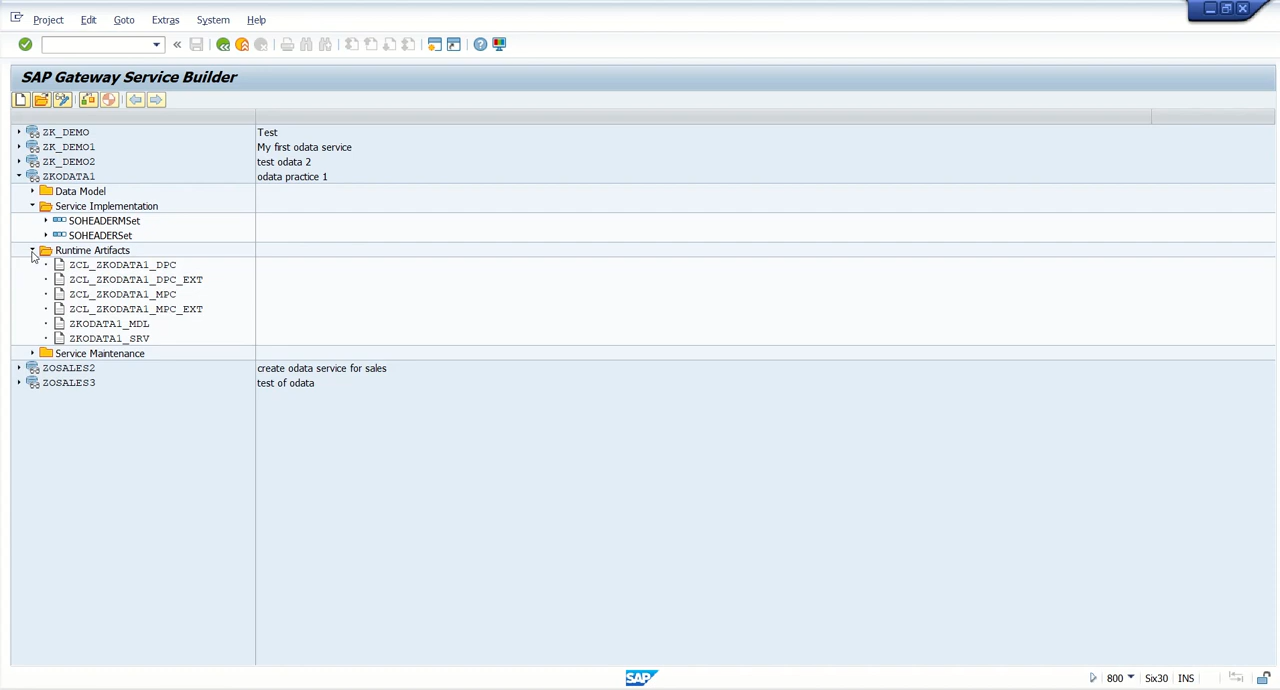 Project Edit Goto Extras System Help
SAP Gateway Service Builder
ZK_DEMO Test
ZK_DEMO1 My first odata service
ZK_DEMO2 test odata 2
ZKODATA1 odata practice 1
Data Model
Service Implementation
SOHEADERMSet
SOHEADERSet
Runtime Artifacts
ZCL_ZKODATA1_DPC
ZCL_ZKODATA1_DPC_EXT
ZCL_ZKODATA1_MPC
ZCL_ZKODATA1_MPC_EXT
ZKODATA1_MDL
ZKODATA1_SRV
Service Maintenance
ZOSALES2 create odata service for sales
ZOSALES3 test of odata
SAP 800 Six30 INS